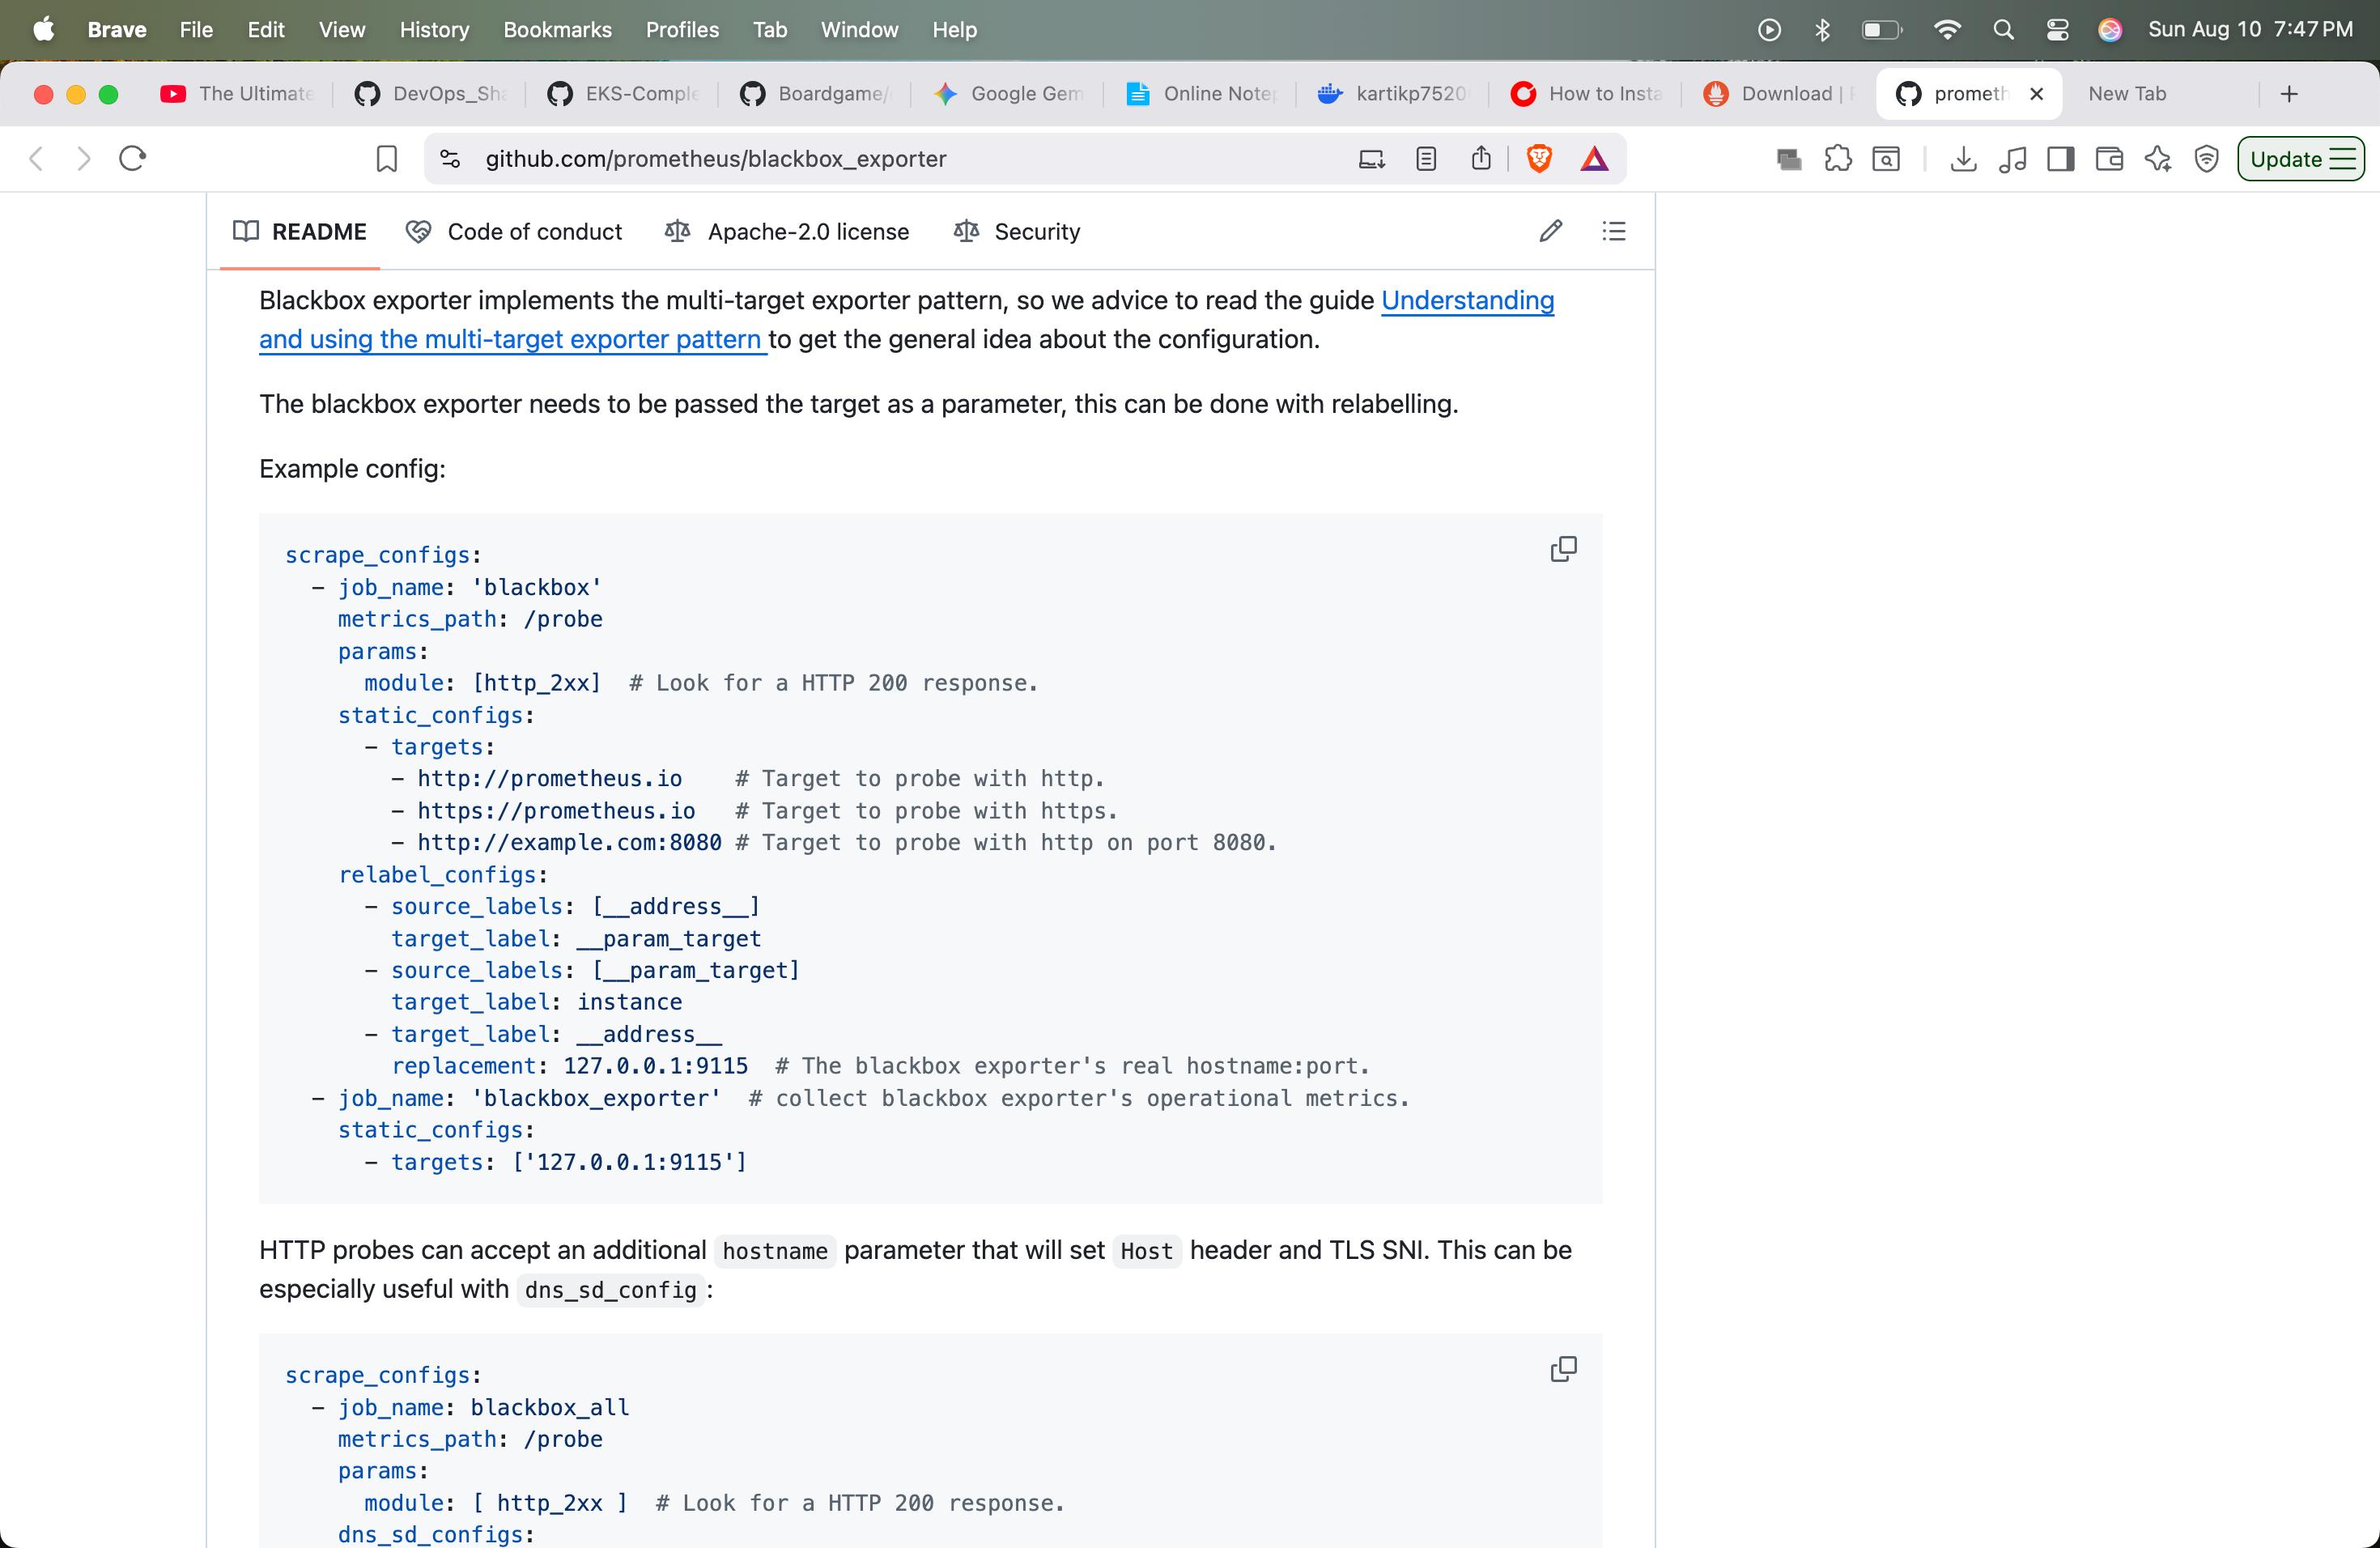 Brave File Edit View History Bookmarks Profiles Tab Window Help Sun Aug 10 7:47 PM
The Ultimate DevOps_Sha EKS-Comple Boardgame/ Google Gem Online Note kartikp7520 How to Insta Download | prometh New Tab
github.com/prometheus/blackbox_exporter Update
README Code of conduct Apache-2.0 license Security
Blackbox exporter implements the multi-target exporter pattern, so we advice to read the guide Understanding
and using the multi-target exporter pattern to get the general idea about the configuration.
The blackbox exporter needs to be passed the target as a parameter, this can be done with relabelling.
Example config:
scrape_configs:
  - job_name: 'blackbox'
    metrics_path: /probe
    params:
      module: [http_2xx]  # Look for a HTTP 200 response.
    static_configs:
      - targets:
        - http://prometheus.io    # Target to probe with http.
        - https://prometheus.io   # Target to probe with https.
        - http://example.com:8080 # Target to probe with http on port 8080.
    relabel_configs:
      - source_labels: [__address__]
        target_label: __param_target
      - source_labels: [__param_target]
        target_label: instance
      - target_label: __address__
        replacement: 127.0.0.1:9115  # The blackbox exporter's real hostname:port.
  - job_name: 'blackbox_exporter'  # collect blackbox exporter's operational metrics.
    static_configs:
      - targets: ['127.0.0.1:9115']
HTTP probes can accept an additional hostname parameter that will set Host header and TLS SNI. This can be
especially useful with dns_sd_config:
scrape_configs:
  - job_name: blackbox_all
    metrics_path: /probe
    params:
      module: [ http_2xx ]  # Look for a HTTP 200 response.
    dns_sd_configs: